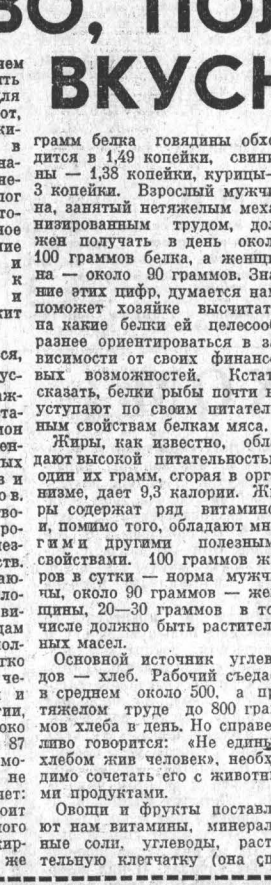 ВО, ПОЛ
ВКУСН
грамм белка говядины обхо
дится в 1,49 копейки, свини
ны — 1,38 копейки, курицы—
3 копейки. Взрослый мужчи
на, занятый нетяжелым меха
низированным трудом, дол
жен получать в день окол
100 граммов белка, а женщи
на — около 90 граммов. Зна
ние этих цифр, думается нам
поможет хозяйке высчитат
на какие белки ей целесооб
разнее ориентироваться в за
висимости от своих финансо
вых возможностей. Кстат
сказать, белки рыбы почти н
уступают по своим питател
ным свойствам белкам мяса.
Жиры, как известно, обла
дают высокой питательность
один их грамм, сгорая в орга
низме, дает 9,3 калории. Жи
ры содержат ряд витамино
и, помимо того, обладают мн
гими другими полезным
свойствами. 100 граммов жи
ров в сутки — норма мужч
чы, около 90 граммов — же
щины, 20—30 граммов в то
числе должно быть растител
ных масел.
Основной источник углев
дов — хлеб. Рабочий съеда
в среднем около 500, а пр
тяжелом труде до 800 гра
мов хлеба в день. Но справе
ливо говорится: «Не едины
хлебом жив человек», необх
димо сочетать его с животны
ми продуктами.
Овощи и фрукты поставл
ют нам витамины, минерал
ные соли, углеводы, раст
тельную клетчатку (она сп